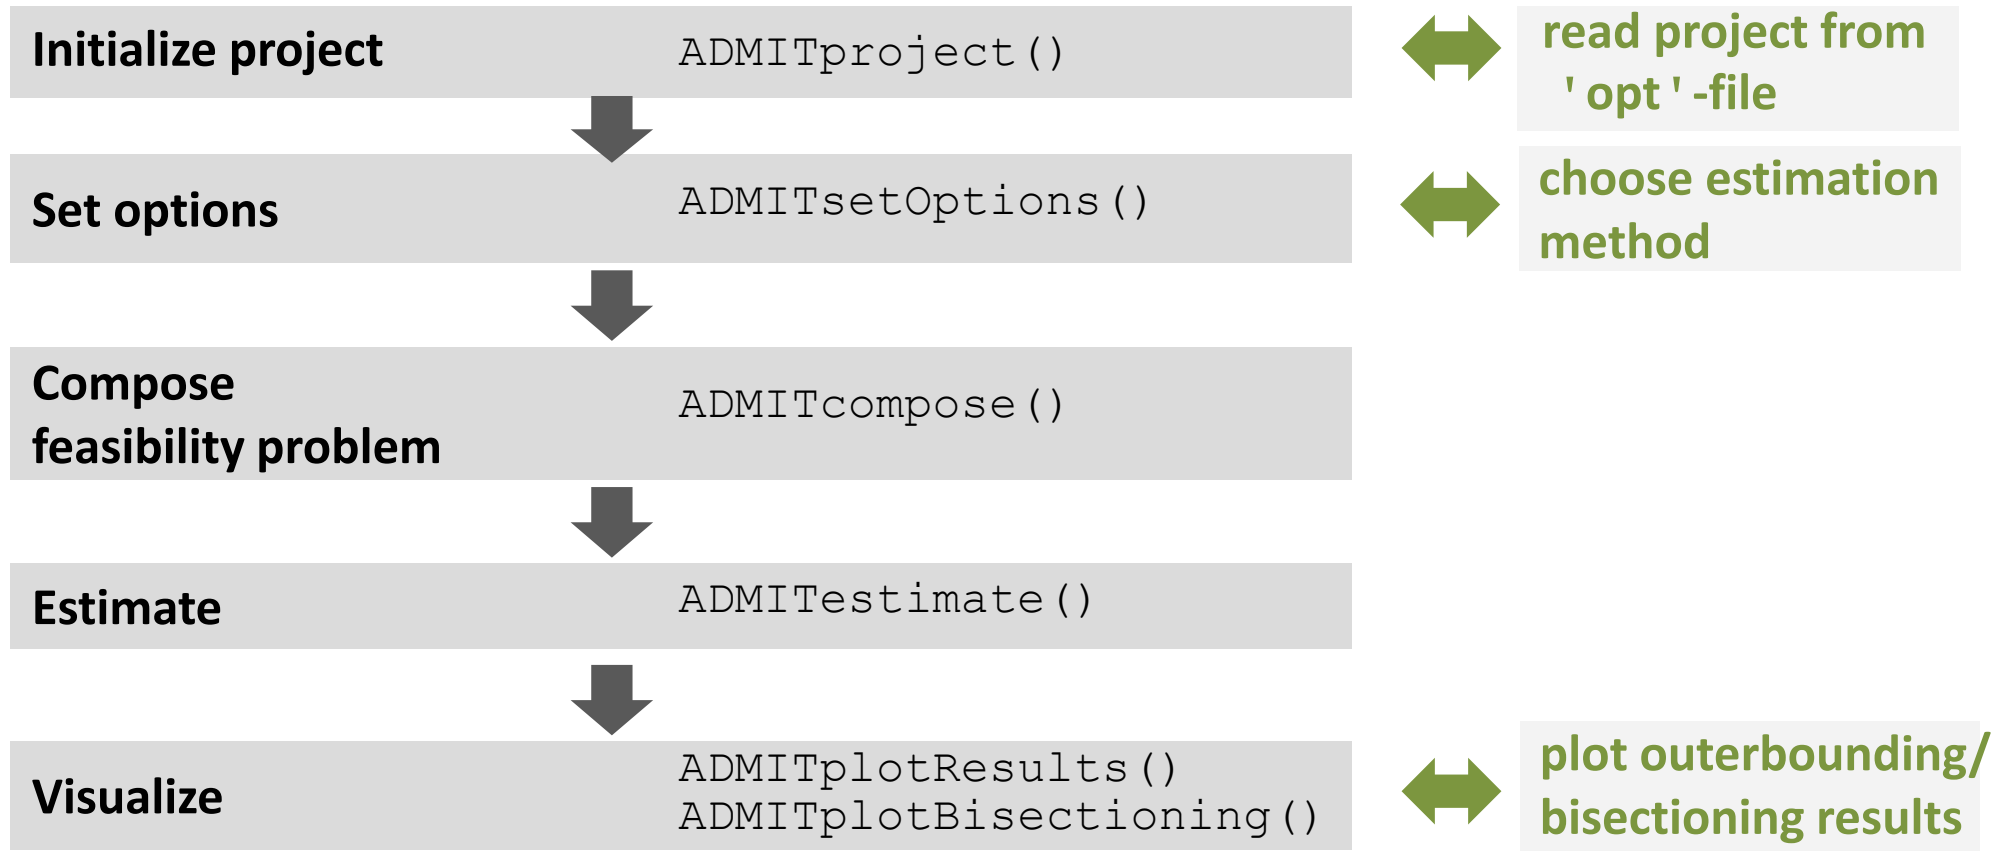 Initialize project
ADMITproject()
read project from
'opt'-file
Set options
ADMITsetOptions()
choose estimation
method
Compose
feasibility problem
ADMITcompose()
Estimate
ADMITestimate()
Visualize
ADMITplotResults()
ADMITplotBisectioning()
plot outerbounding/
bisectioning results